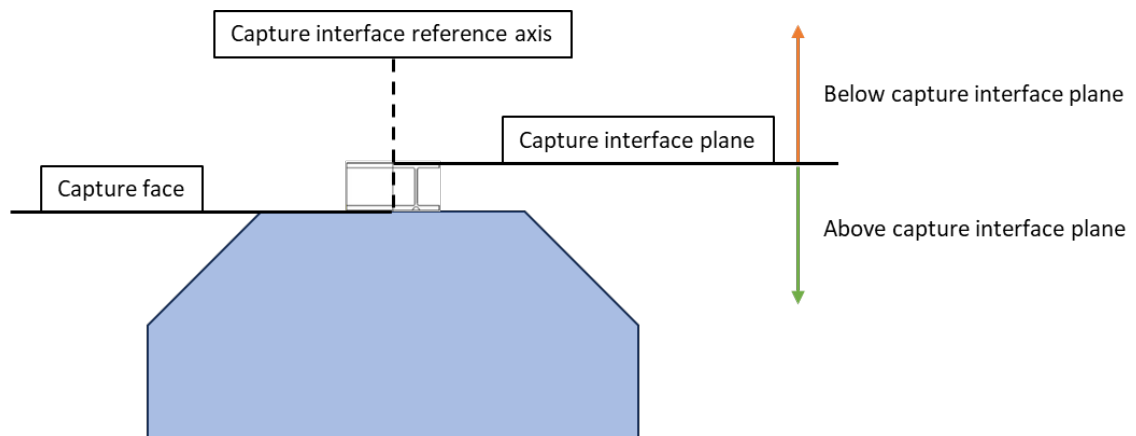 Capture interface reference axis
Below capture interface plane
Capture interface plane
Capture face
Above capture interface plane